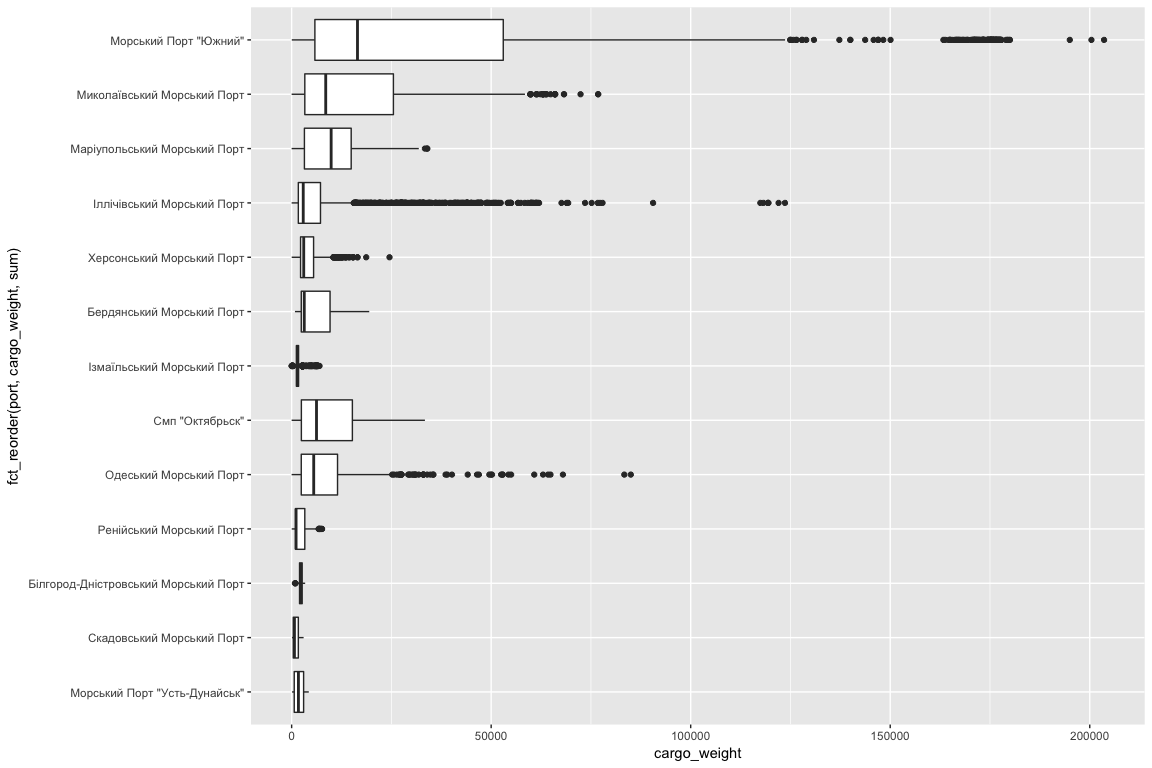 Морський Порт "Южний"
Миколаївський Морський Порт
Маріупольський Морський Порт
Іллічівський Морський Порт
Херсонський Морський Порт
Бердянський Морський Порт
Ізмаїльський Морський Порт
Смп "Октябрьск"
Одеський Морський Порт
Ренійський Морський Порт
Білгород-Дністровський Морський Порт
Скадовський Морський Порт
Морський Порт "Усть-Дунайськ"
fct_reorder(port, cargo_weight, sum)
0 50000 100000 150000 200000
cargo_weight